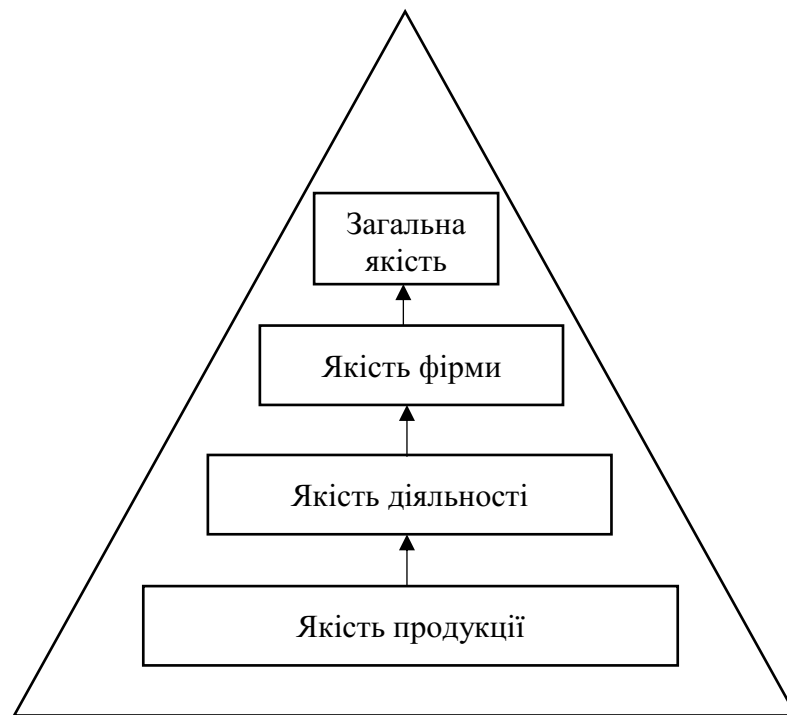 Загальна
якість
Якість фірми
Якість діяльності
Якість продукції